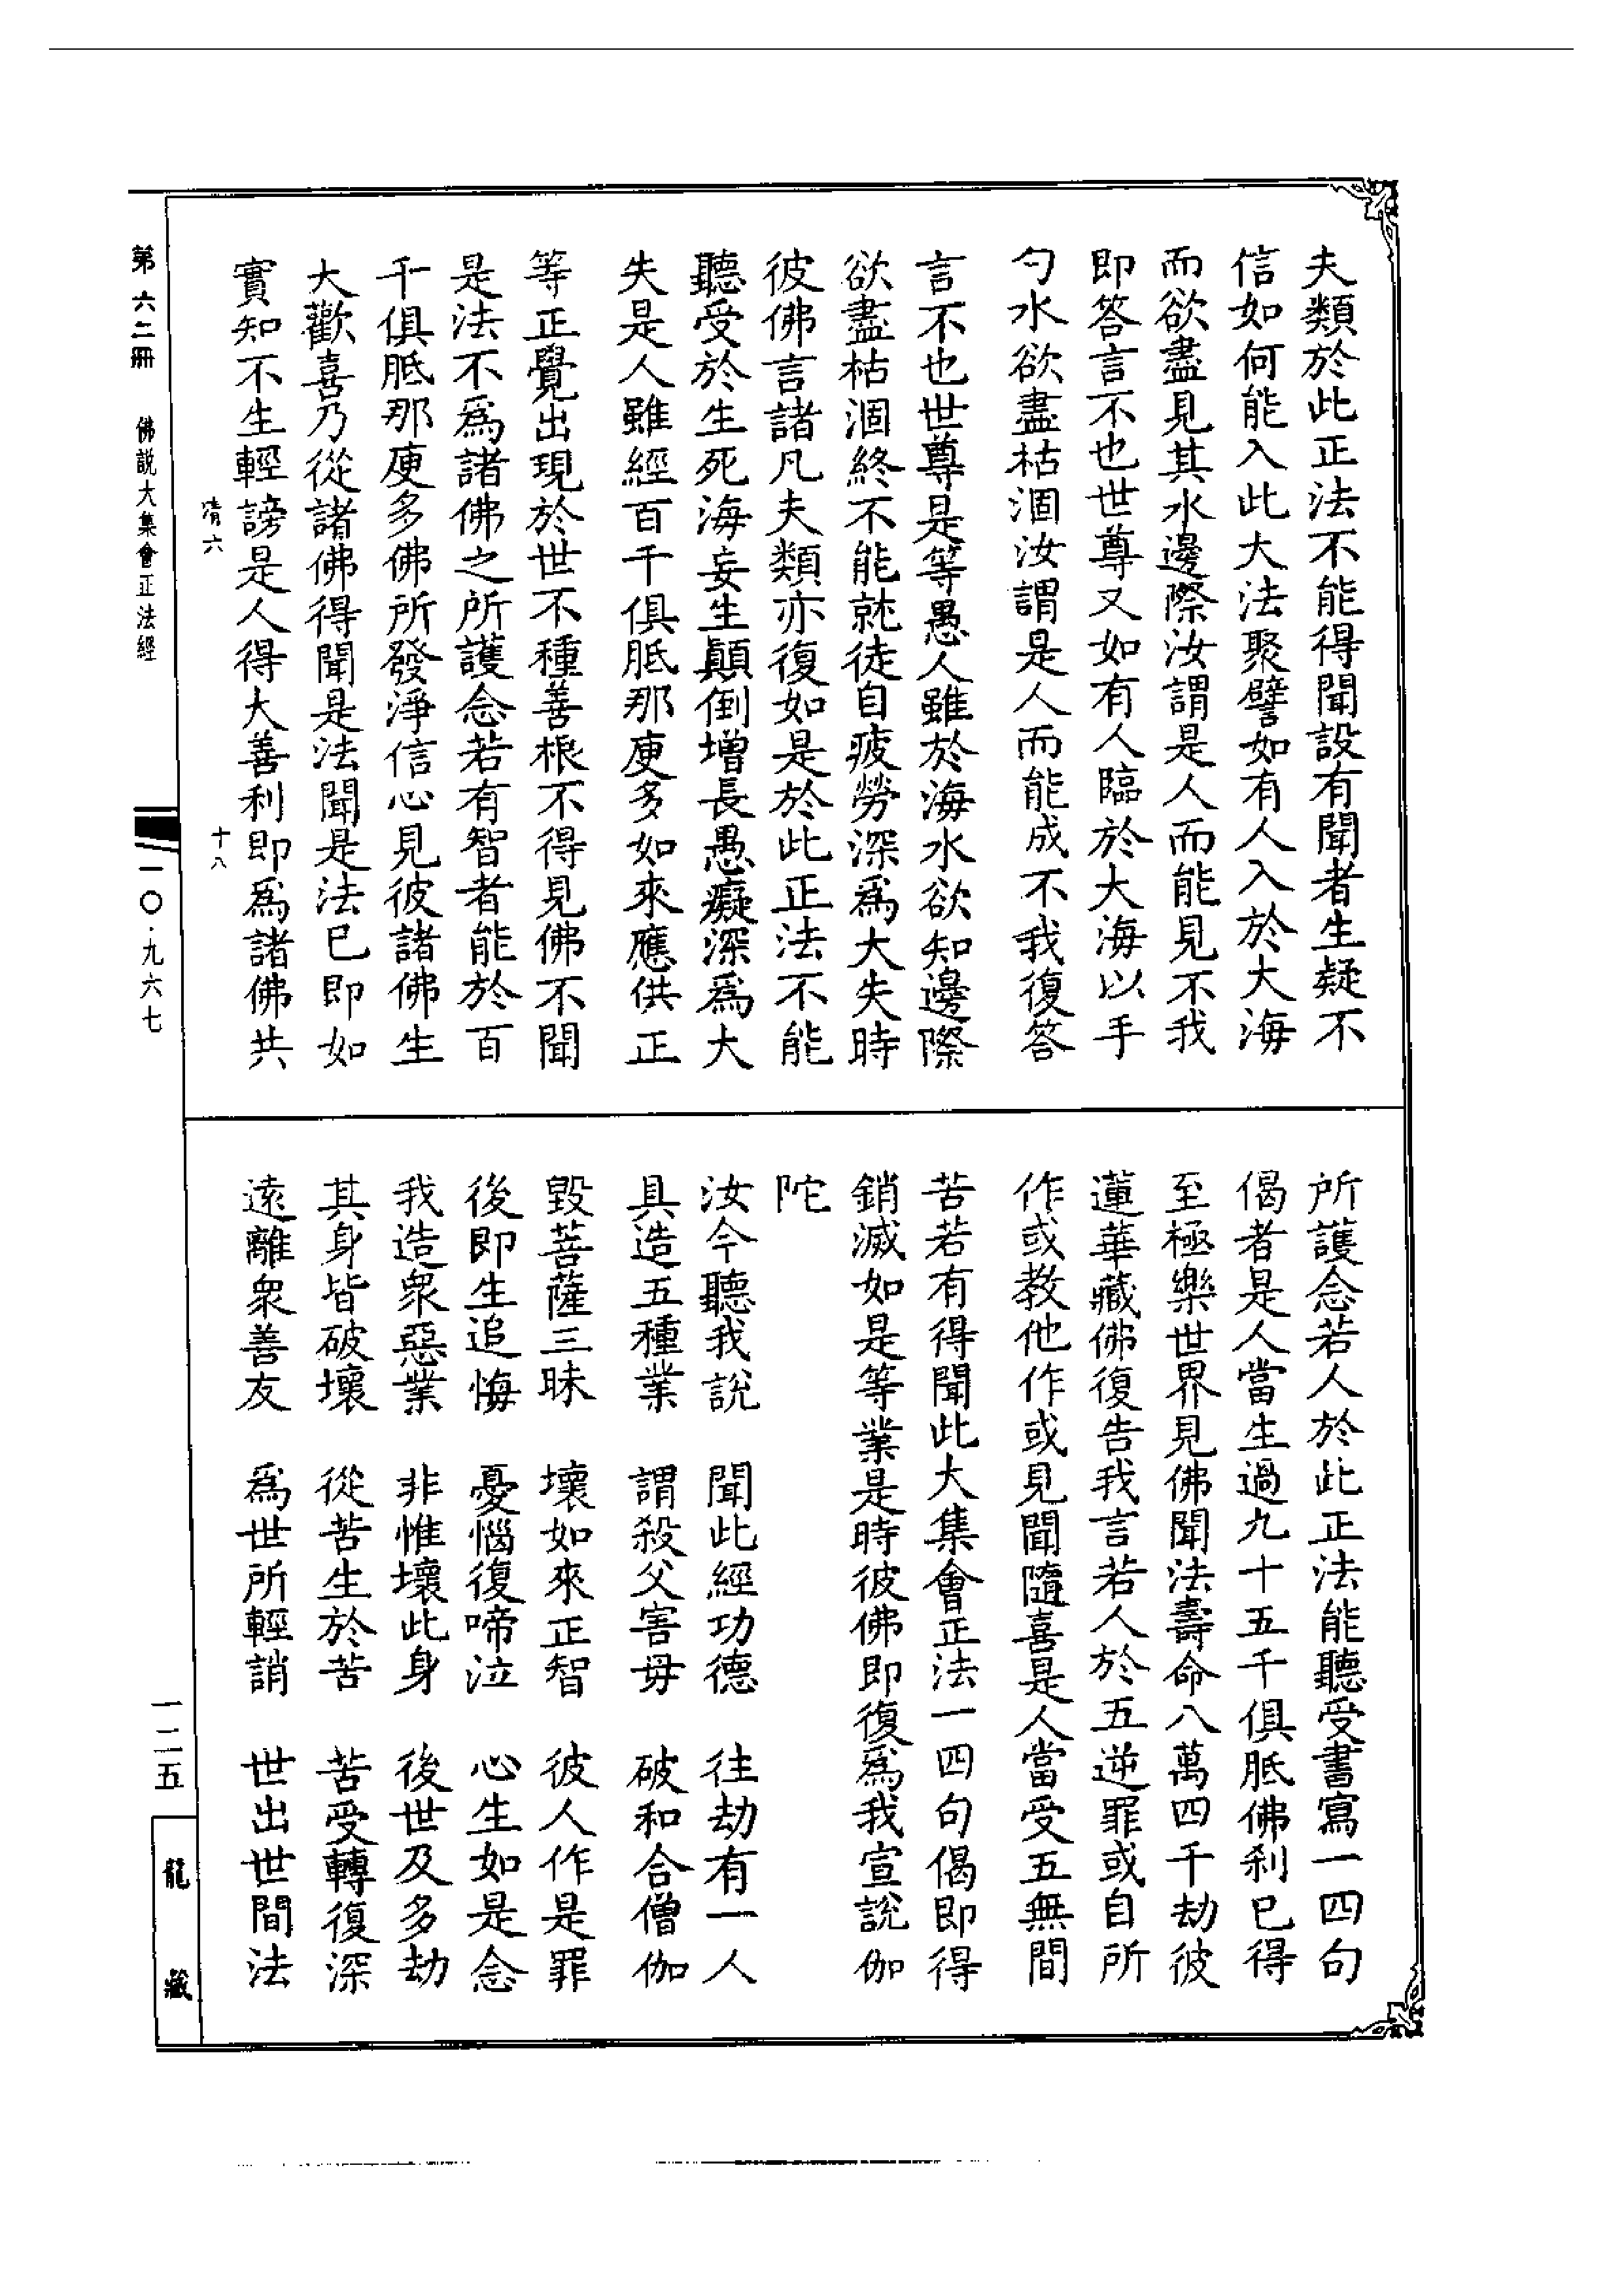 夫類於此正法不能得聞設有聞者生疑不
信如何能入此大法聚譬如有人入於大海
而欲盡見其水邊際汝謂是人而能見不我
即答言不也世尊又如有人臨於大海以手
勺水欲盡枯涸汝謂是人而能成不我復答
言不也世尊是等愚人雖於海水欲知邊際
欲盡枯涸終不能就徒自疲勞深爲大失時
彼佛言諸凡夫類亦復如是於此正法不能
聽受於生死海妄生顛倒增長愚癡深爲大
失是人雖經百千俱胝那庾多如來應供正
等正覺出現於世不種善根不得見佛不聞
是法不爲諸佛之所護念若有智者能於百
千俱胝那庾多佛所發淨信心見彼諸佛生
大歡喜乃從諸佛得聞是法聞是法已即如
實知不生輕謗是人得大善利即爲諸佛共
所護念若人於此正法能聽受書寫一四句
偈者是人當生過九十五千俱胝佛刹已得
至極樂世界見佛聞法壽命八萬四千劫彼
蓮華藏佛復告我言若人於五逆罪或自所
作或教他作或見聞隨喜是人當受五無間
苦若有得聞此大集會正法一四句偈即得
銷滅如是等業是時彼佛即復爲我宣說伽
陀
汝今聽我說　聞此經功德　往劫有一人
具造五種業　謂殺父害毋　破和合僧伽
毀菩薩三昧　壞如來正智　彼人作是罪
後即生追悔　憂惱復啼泣　心生如是念
我造衆惡業　非惟壞此身　後世及多劫
其身皆破壞　從苦生於苦　苦受轉復深
遠離衆善友　爲世所輕誚　世出世間法
清六　十八
第六二冊　佛説大集會正法經　一〇·九六七
一二五　龍藏